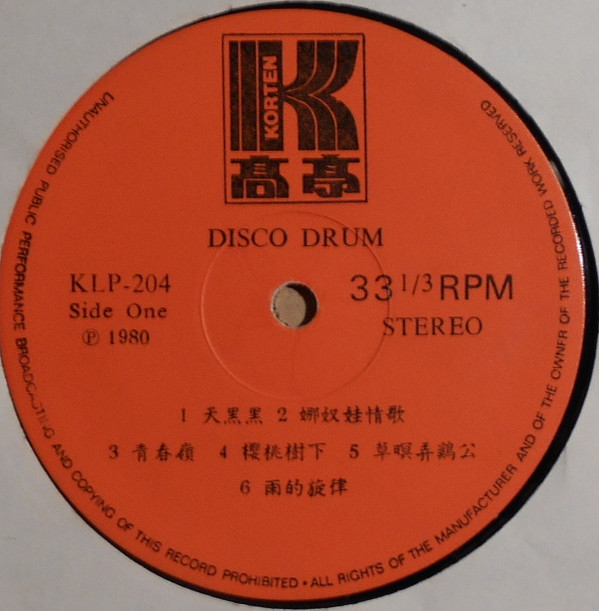 KORTEN
高亭
DISCO DRUM
KLP-204
Side One
℗ 1980
33 1/3 RPM
STEREO
1 天黑黑 2 娜奴娃情歌
3 青春嶺 4 櫻桃樹下 5 草暝弄鷄公
6 雨的旋律
UNAUTHORISED PUBLIC PERFORMANCE BROADCASTING AND COPYING OF THIS RECORD PROHIBITED • ALL RIGHTS OF THE MANUFACTURER AND OF THE OWNER OF THE RECORDED WORK RESERVED